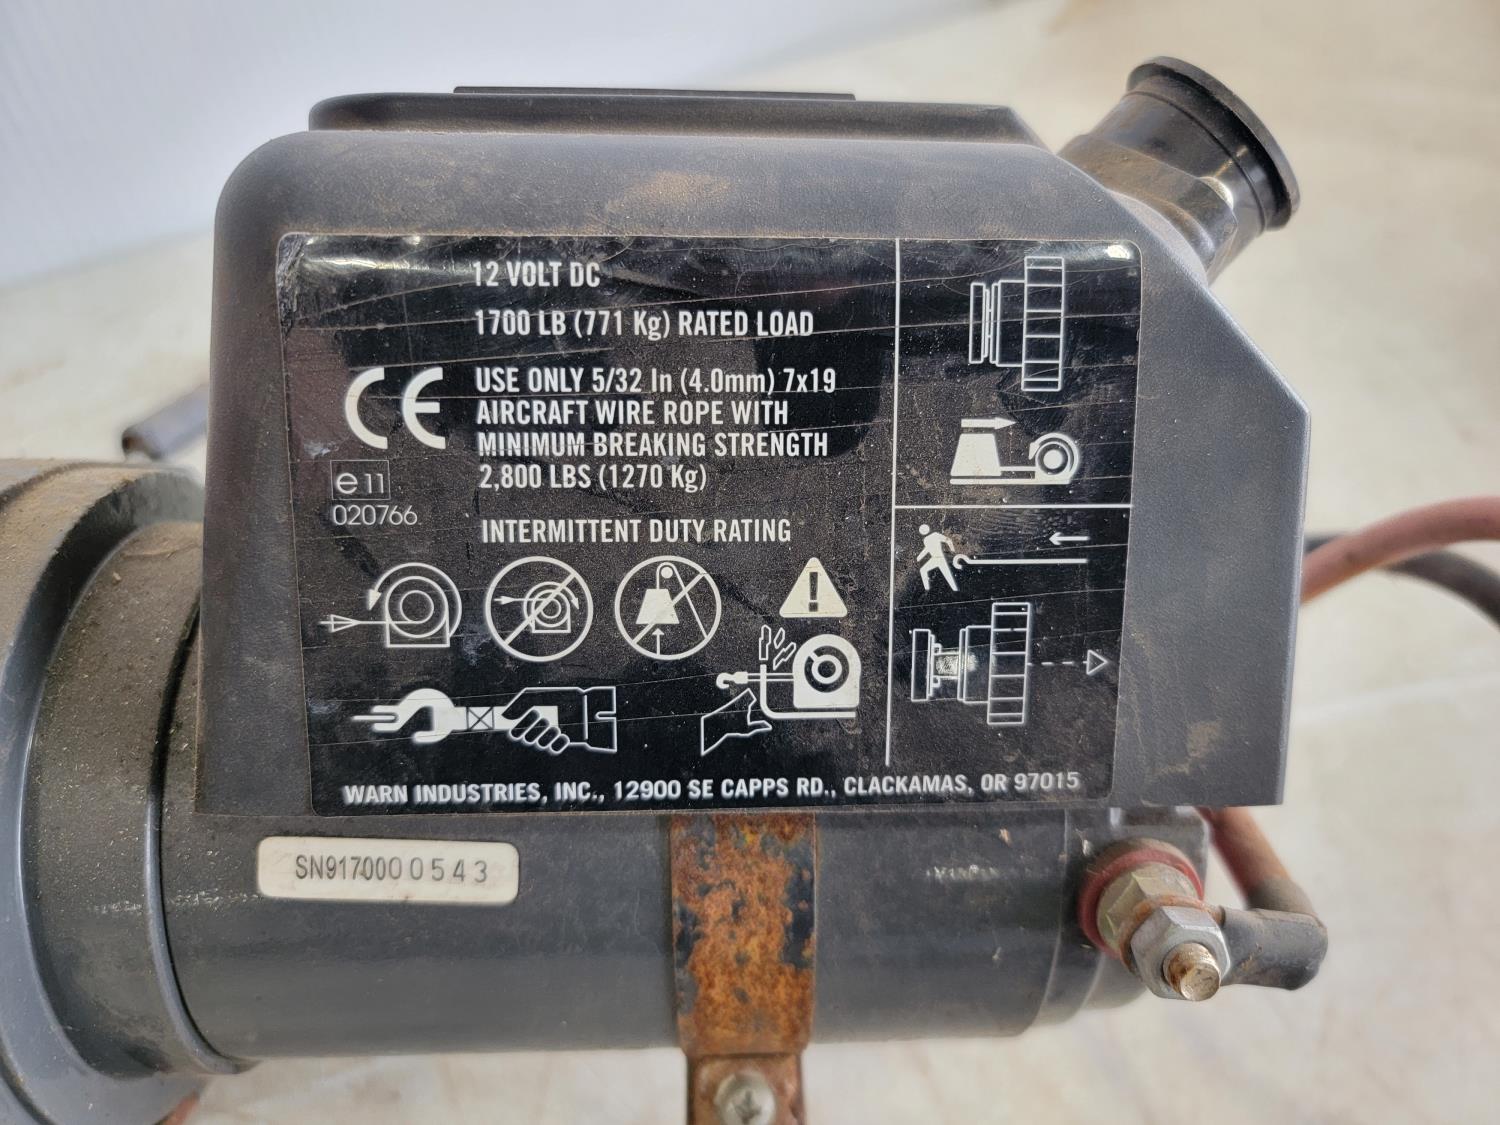 12 VOLT DC
1700 LB (771 Kg) RATED LOAD
CE
USE ONLY 5/32 In (4.0mm) 7x19
AIRCRAFT WIRE ROPE WITH
MINIMUM BREAKING STRENGTH
2,800 LBS (1270 Kg)
e11
020766
INTERMITTENT DUTY RATING
WARN INDUSTRIES, INC., 12900 SE CAPPS RD., CLACKAMAS, OR 97015
SN9170000543